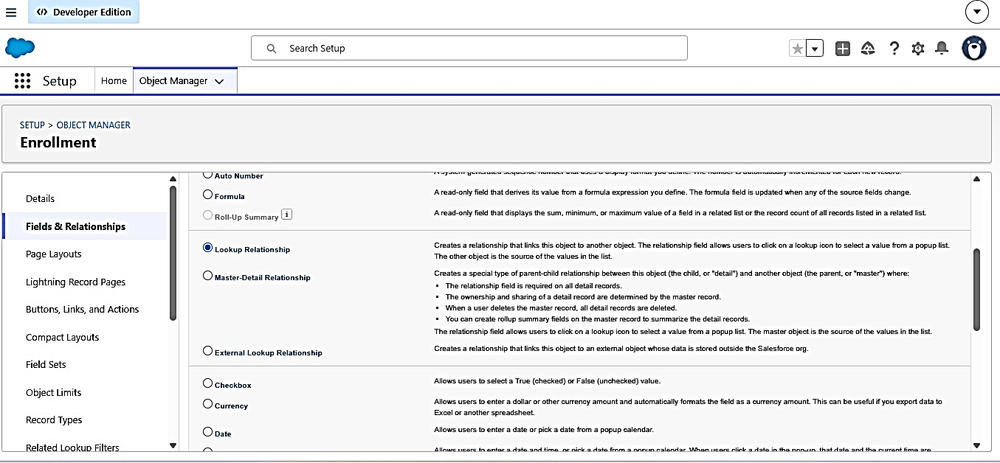 Developer Edition
Search Setup
Setup
Home
Object Manager
SETUP > OBJECT MANAGER
Enrollment
Details
Fields & Relationships
Page Layouts
Lightning Record Pages
Buttons, Links, and Actions
Compact Layouts
Field Sets
Object Limits
Record Types
Related Lookup Filters
Auto Number
A system-generated sequence number that uses a display format you define. The number is automatically incremented for each new record.
Formula
A read-only field that derives its value from a formula expression you define. The formula field is updated when any of the source fields change.
Roll-Up Summary
A read-only field that displays the sum, minimum, or maximum value of a field in a related list or the record count of all records listed in a related list.
Lookup Relationship
Creates a relationship that links this object to another object. The relationship field allows users to click on a lookup icon to select a value from a popup list.
The other object is the source of the values in the list.
Master-Detail Relationship
Creates a special type of parent-child relationship between this object (the child, or "detail") and another object (the parent, or "master") where:
• The relationship field is required on all detail records.
• The ownership and sharing of a detail record are determined by the master record.
• When a user deletes the master record, all detail records are deleted.
• You can create rollup summary fields on the master record to summarize the detail records.
The relationship field allows users to click on a lookup icon to select a value from a popup list. The master object is the source of the values in the list.
External Lookup Relationship
Creates a relationship that links this object to an external object whose data is stored outside the Salesforce org.
Checkbox
Allows users to select a True (checked) or False (unchecked) value.
Currency
Allows users to enter a dollar or other currency amount and automatically formats the field as a currency amount. This can be useful if you export data to
Excel or another spreadsheet.
Date
Allows users to enter a date or pick a date from a popup calendar.
Allows users to enter a date and time, or pick a date from a popup calendar. When users click a date in the pop-up, that date and the current time are